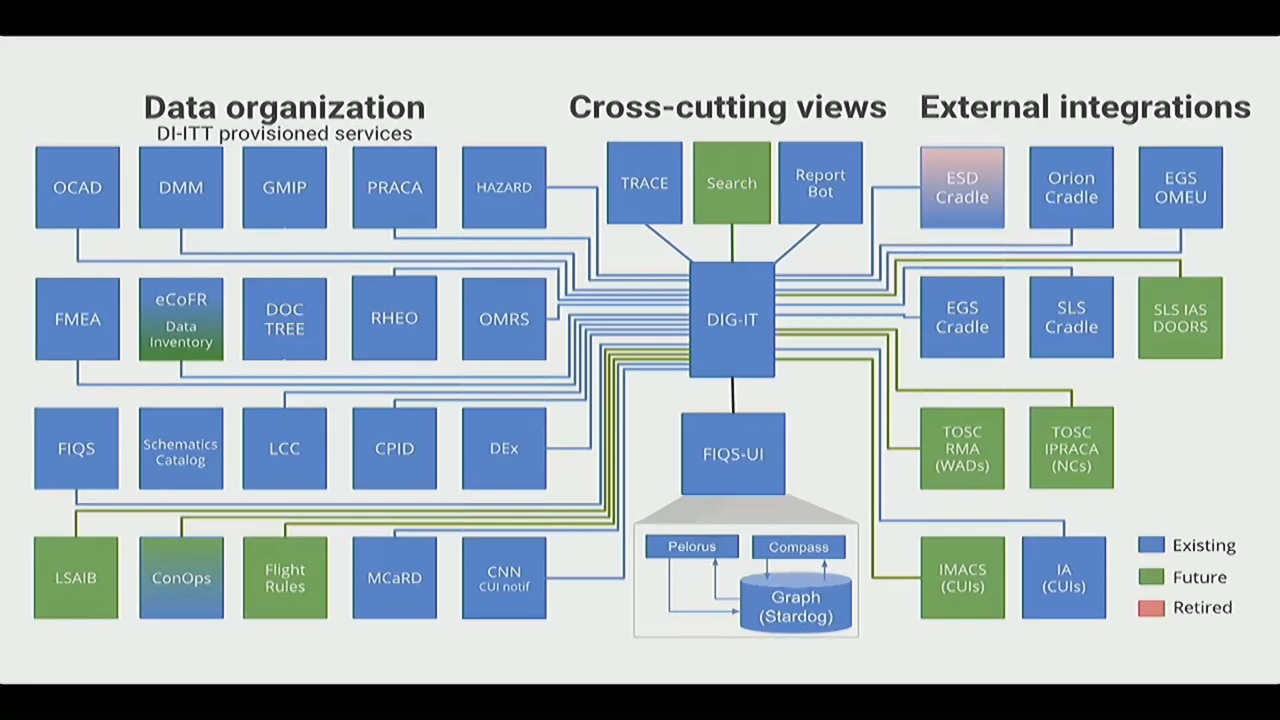 Data organization
DI-ITT provisioned services
Cross-cutting views
External integrations
OCAD
DMM
GMIP
PRACA
HAZARD
TRACE
Search
Report
Bot
ESD
Cradle
Orion
Cradle
EGS
OMEU
FMEA
eCoFR
Data
Inventory
DOC
TREE
RHEO
OMRS
DIG-IT
EGS
Cradle
SLS
Cradle
SLS IAS
DOORS
FIQS
Schematics
Catalog
LCC
CPID
DEx
FIQS-UI
TOSC
RMA
(WADs)
TOSC
IPRACA
(NCs)
LSAIB
ConOps
Flight
Rules
MCaRD
CNN
CUI notif
Pelorus
Compass
Graph
(Stardog)
IMACS
(CUIs)
IA
(CUIs)
Existing
Future
Retired